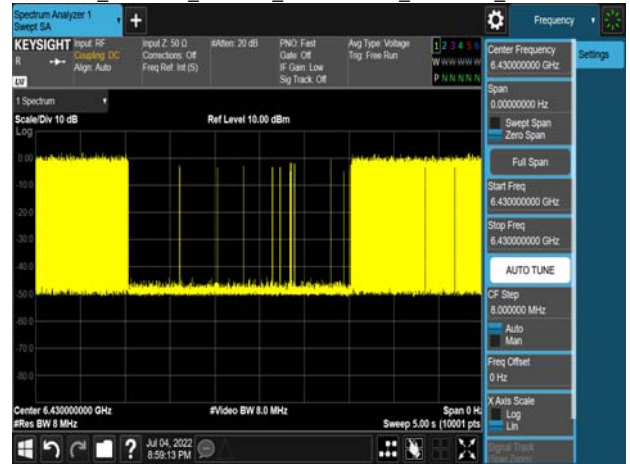 Spectrum Analyzer 1
Swept SA
Frequency
KEYSIGHT
Input: RF
Coupling: DC
Align: Auto
Input Z: 50 Ω
Corrections: Off
Freq Ref: Int (S)
#Atten: 20 dB
PNO: Fast
Gate: Off
IF Gain: Low
Sig Track: Off
Avg Type: Voltage
Trig: Free Run
1 2 3 4 5 6
W W W W W W
P N N N N N
R
LXI
1 Spectrum
Scale/Div 10 dB
Ref Level 10.00 dBm
Log
0.00
-10.0
-20.0
-30.0
-40.0
-50.0
-60.0
-70.0
-80.0
Center 6.430000000 GHz
#Video BW 8.0 MHz
Span 0 Hz
#Res BW 8 MHz
Sweep 5.00 s (10001 pts
Jul 04, 2022
8:59:13 PM
Center Frequency
6.430000000 GHz
Settings
Span
0.00000000 Hz
Swept Span
Zero Span
Full Span
Start Freq
6.430000000 GHz
Stop Freq
6.430000000 GHz
AUTO TUNE
CF Step
8.000000 MHz
Auto
Man
Freq Offset
0 Hz
X Axis Scale
Log
Lin
Signal Track
(Span Zoom)